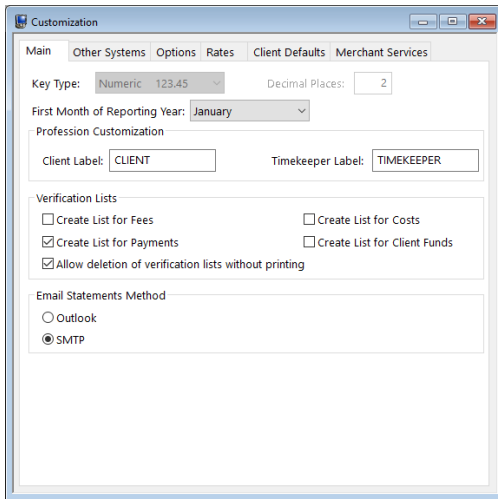 Customization
Main Other Systems Options Rates Client Defaults Merchant Services
Key Type: Numeric 123.45 Decimal Places: 2
First Month of Reporting Year: January
Profession Customization
Client Label: CLIENT Timekeeper Label: TIMEKEEPER
Verification Lists
Create List for Fees Create List for Costs
Create List for Payments Create List for Client Funds
Allow deletion of verification lists without printing
Email Statements Method
Outlook
SMTP